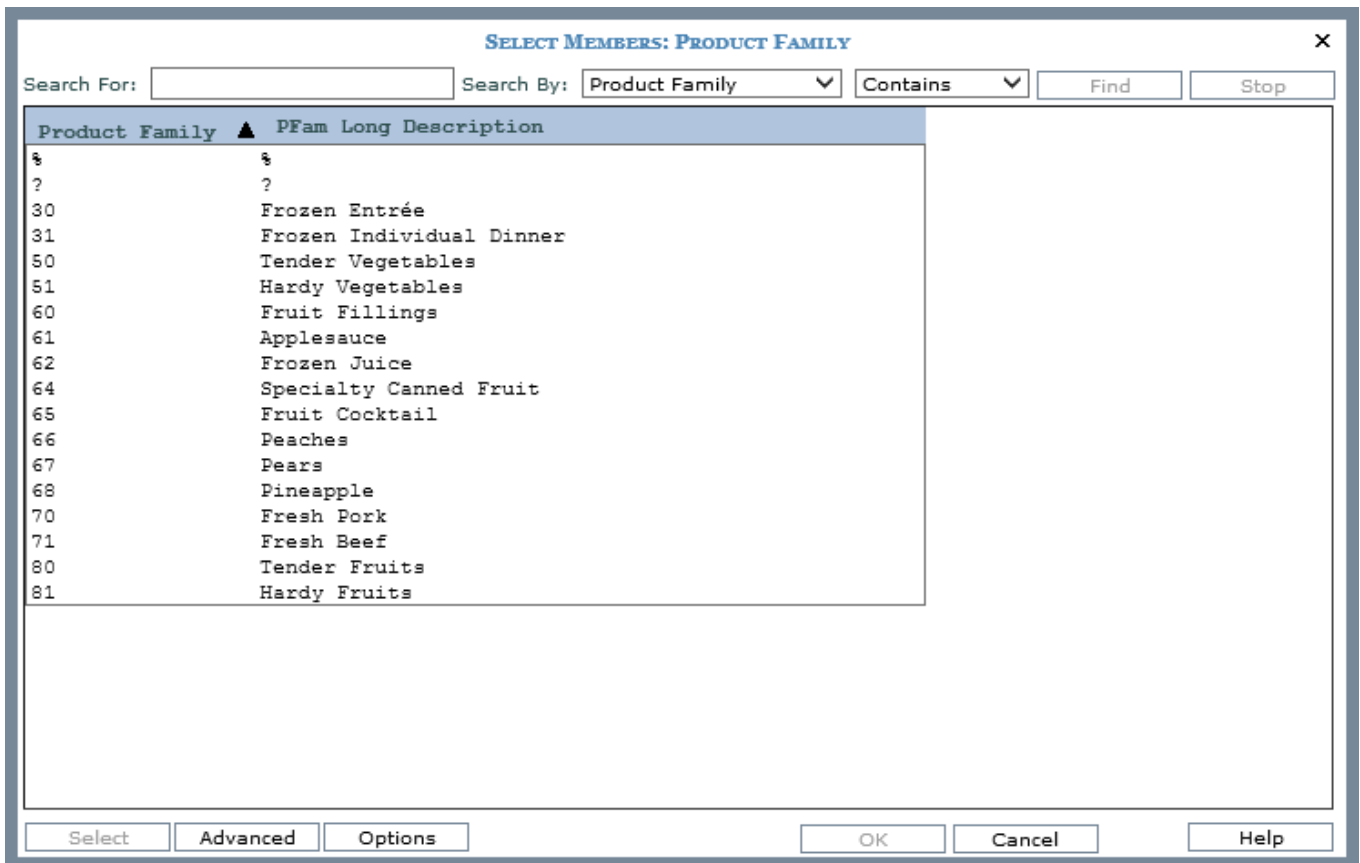 SELECT MEMBERS: PRODUCT FAMILY ×
Search For: Search By: Product Family Contains Find Stop
Product Family ▲ PFam Long Description
% %
? ?
30 Frozen Entrée
31 Frozen Individual Dinner
50 Tender Vegetables
51 Hardy Vegetables
60 Fruit Fillings
61 Applesauce
62 Frozen Juice
64 Specialty Canned Fruit
65 Fruit Cocktail
66 Peaches
67 Pears
68 Pineapple
70 Fresh Pork
71 Fresh Beef
80 Tender Fruits
81 Hardy Fruits
Select Advanced Options OK Cancel Help